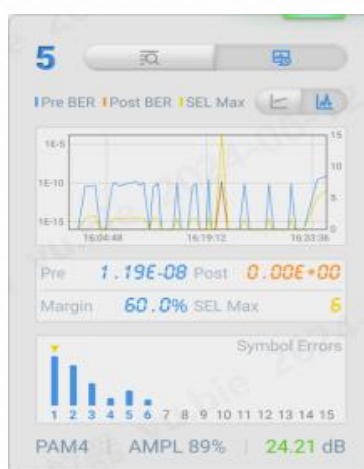 5
Pre BER Post BER SEL Max
1E-5
15
1E-10
10
5
1E-15
0
16:04:48 16:19:12 16:33:36
Pre 1.19E-08 Post 0.00E+00
Margin 60.0% SEL Max 6
Symbol Errors
1 2 3 4 5 6 7 8 9 10 11 12 13 14 15
PAM4 | AMPL 89% | 24.21 dB